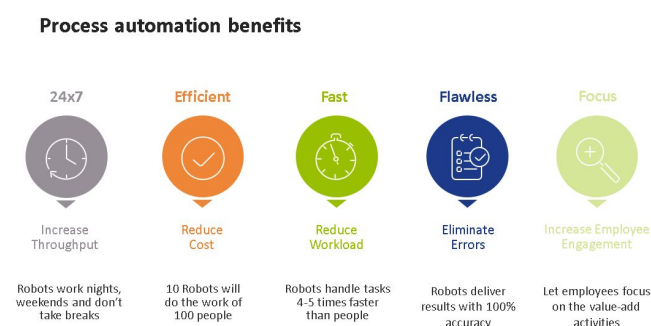 Process automation benefits
24x7
Efficient
Fast
Flawless
Focus
Increase
Throughput
Reduce
Cost
Reduce
Workload
Eliminate
Errors
Increase Employee
Engagement
Robots work nights,
weekends and don't
take breaks
10 Robots will
do the work of
100 people
Robots handle tasks
4-5 times faster
than people
Robots deliver
results with 100%
accuracy
Let employees focus
on the value-add
activities